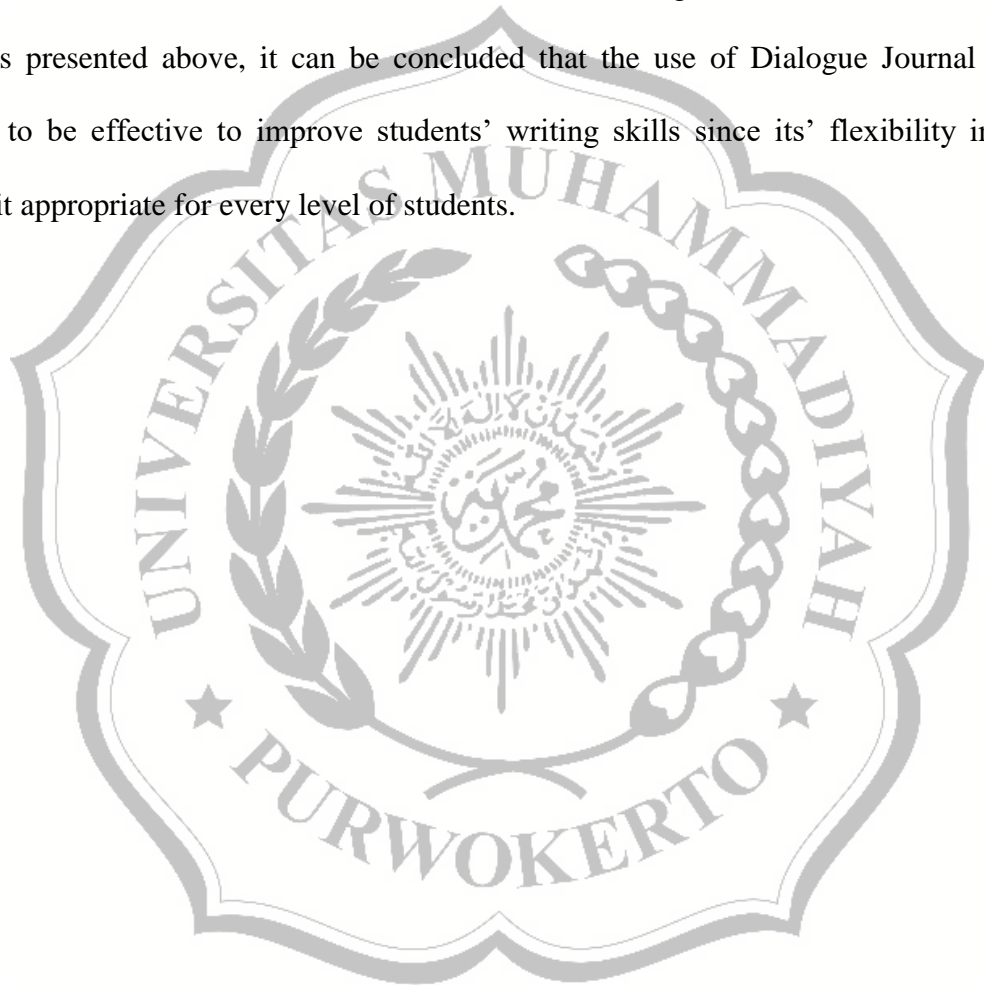 s presented above, it can be concluded that the use of Dialogue Journal
to be effective to improve students’ writing skills since its’ flexibility in
it appropriate for every level of students.
UNIVERSITAS MUHAMMADIYAH
PURWOKERTO
محمد